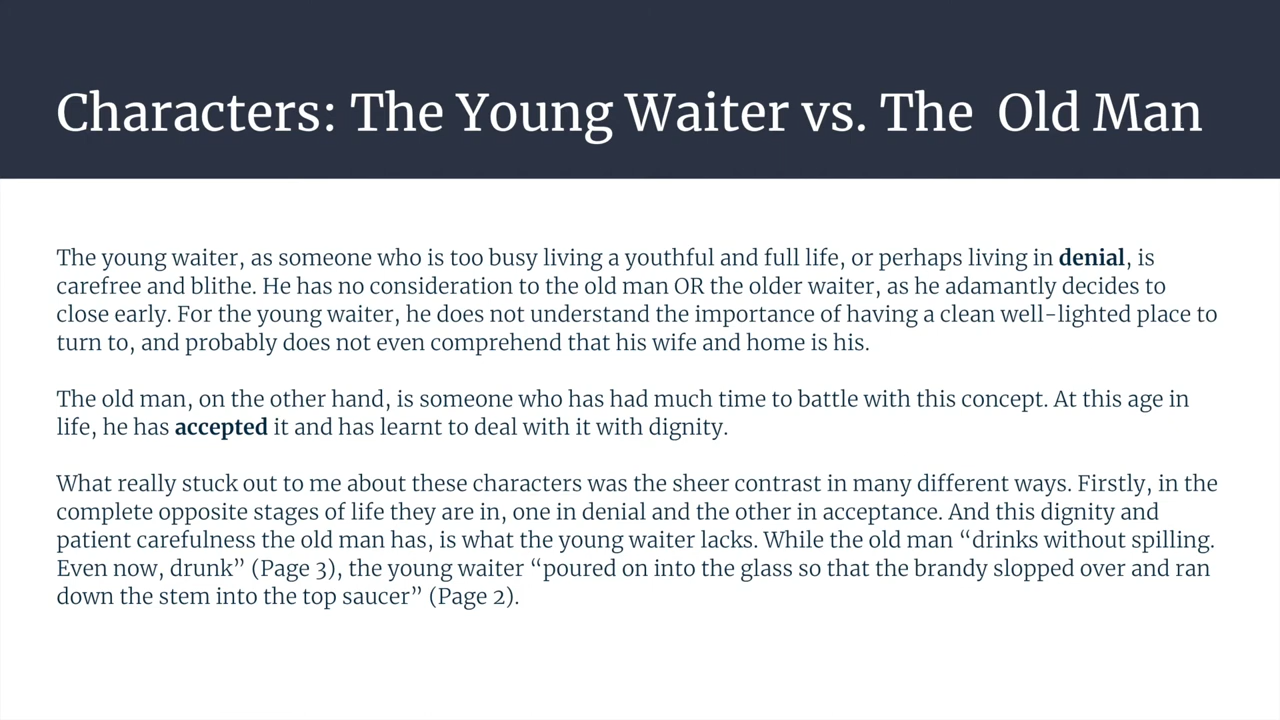 Characters: The Young Waiter vs. The  Old Man
The young waiter, as someone who is too busy living a youthful and full life, or perhaps living in denial, is
carefree and blithe. He has no consideration to the old man OR the older waiter, as he adamantly decides to
close early. For the young waiter, he does not understand the importance of having a clean well-lighted place to
turn to, and probably does not even comprehend that his wife and home is his.
The old man, on the other hand, is someone who has had much time to battle with this concept. At this age in
life, he has accepted it and has learnt to deal with it with dignity.
What really stuck out to me about these characters was the sheer contrast in many different ways. Firstly, in the
complete opposite stages of life they are in, one in denial and the other in acceptance. And this dignity and
patient carefulness the old man has, is what the young waiter lacks. While the old man “drinks without spilling.
Even now, drunk” (Page 3), the young waiter “poured on into the glass so that the brandy slopped over and ran
down the stem into the top saucer” (Page 2).